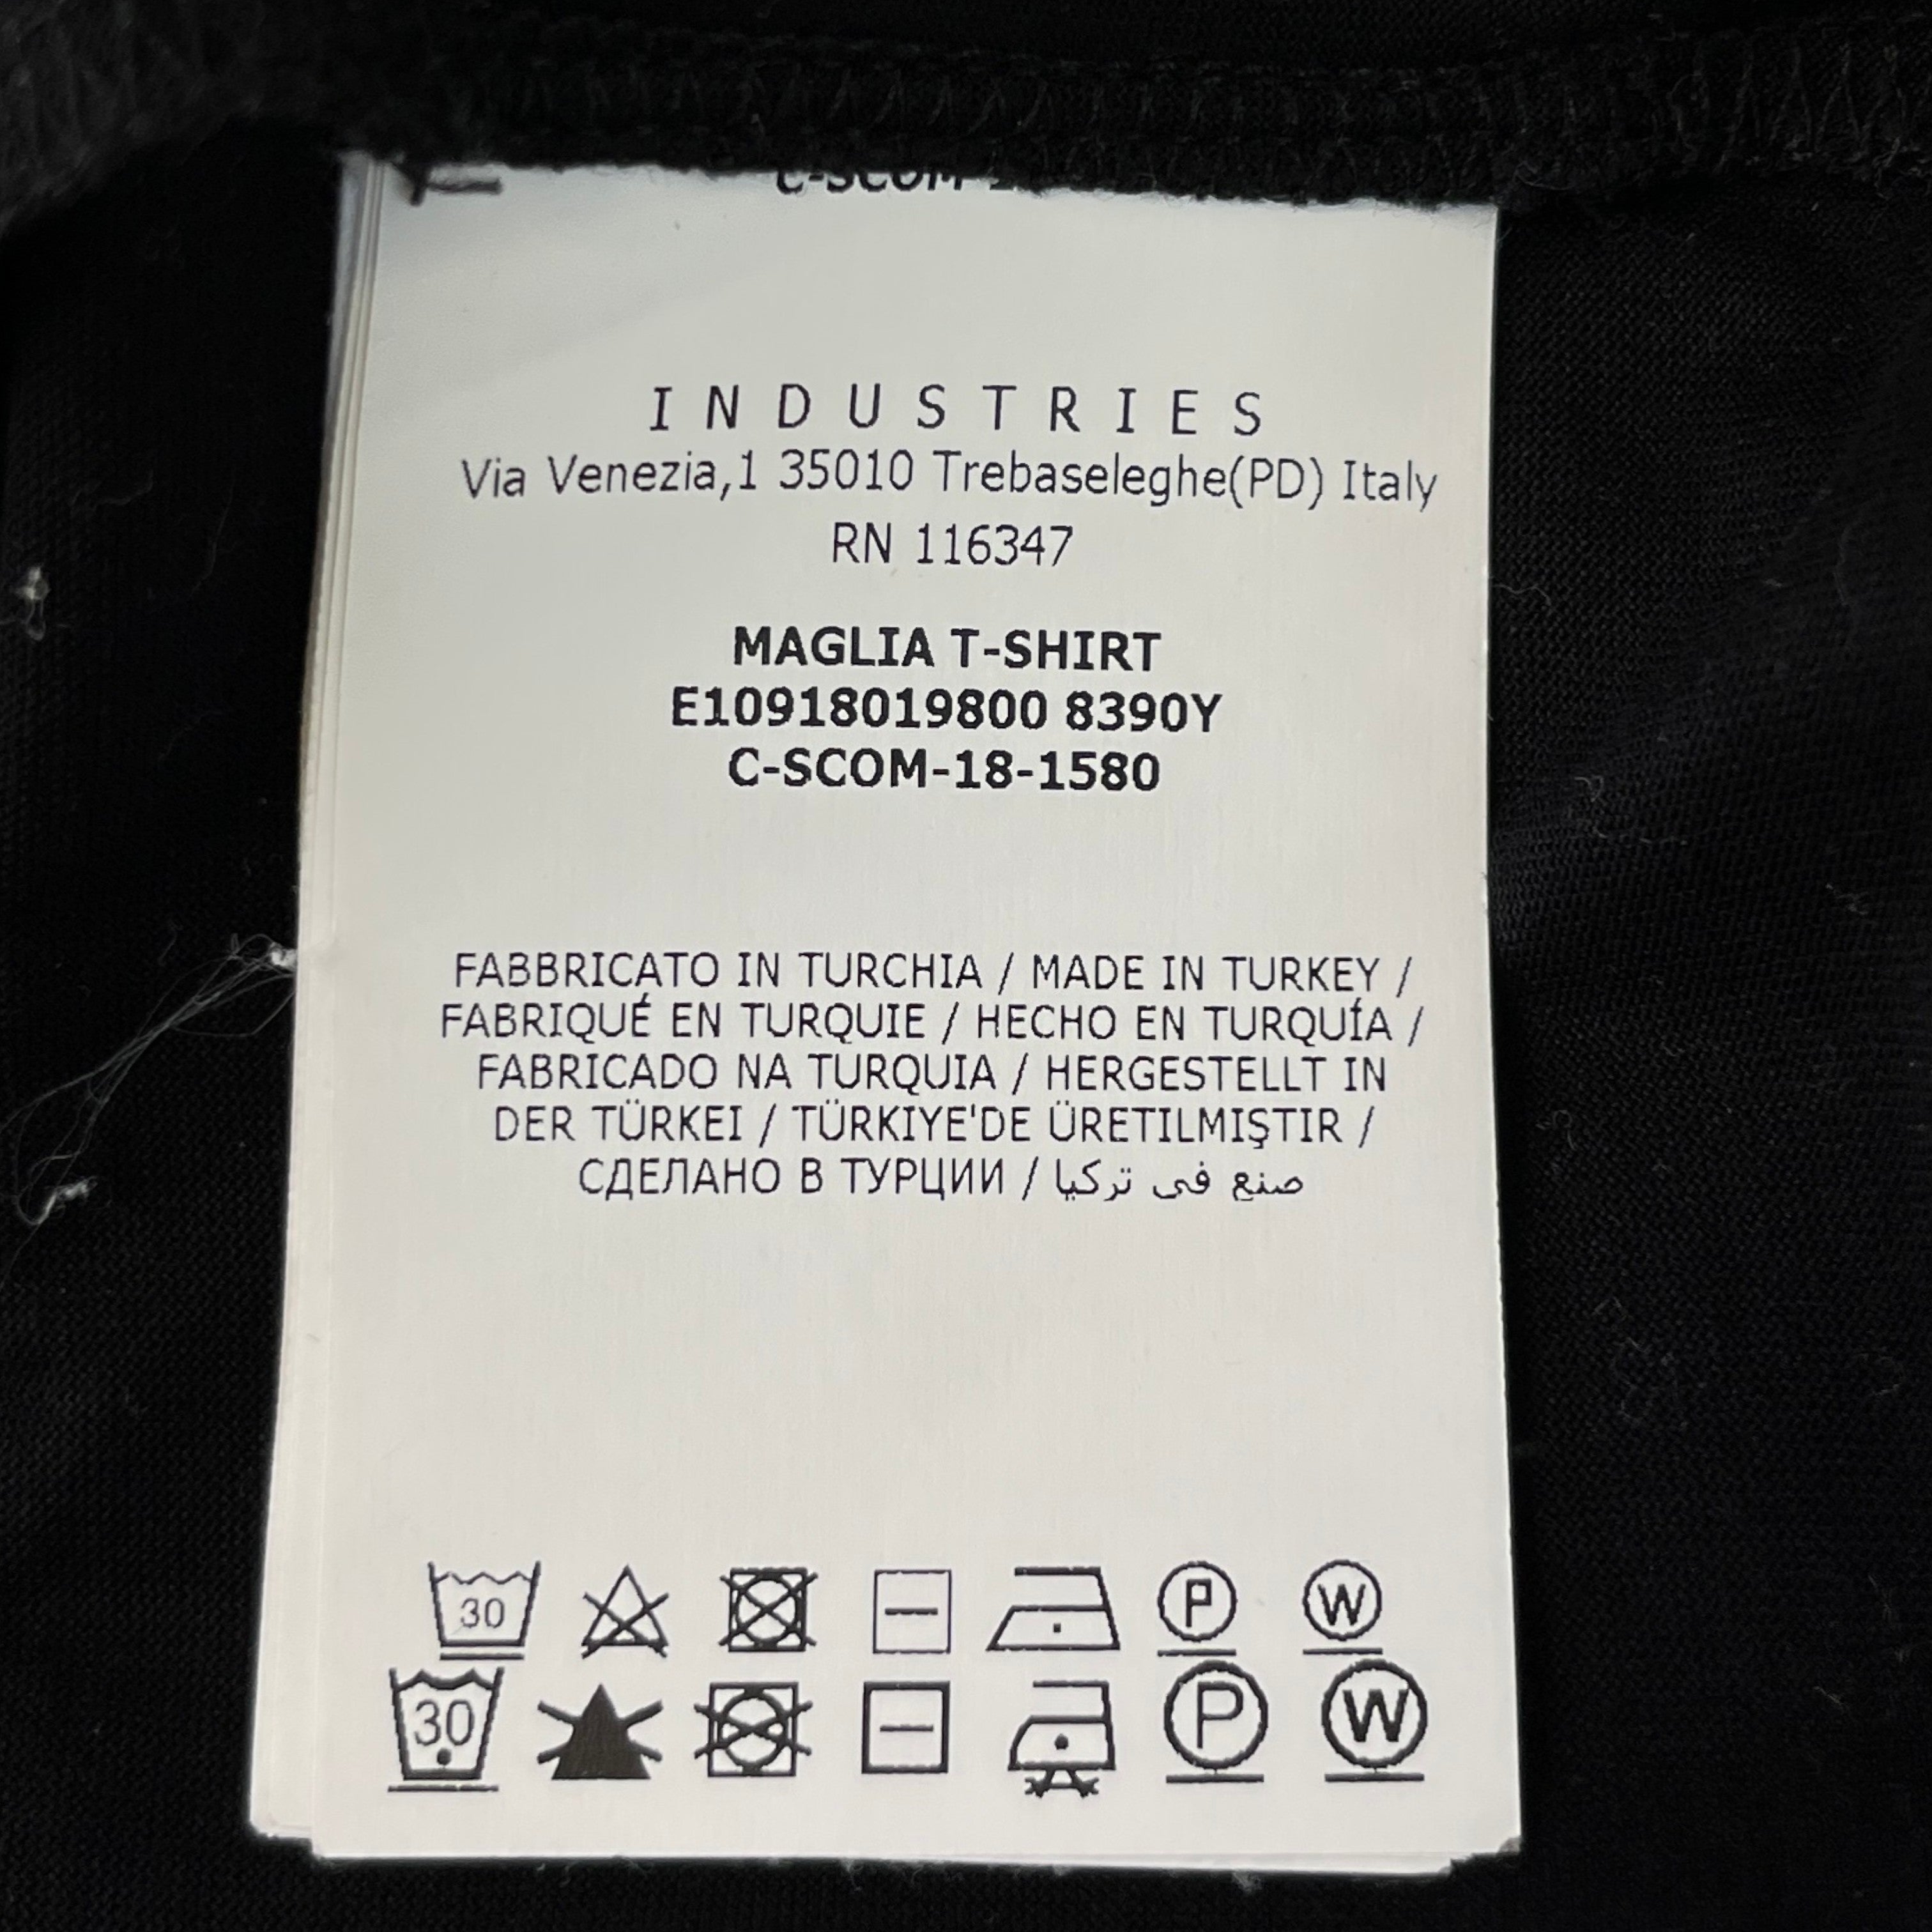 C-SCOM-1
INDUSTRIES
Via Venezia,1 35010 Trebaseleghe(PD) Italy
RN 116347
MAGLIA T-SHIRT
E10918019800 8390Y
C-SCOM-18-1580
FABBRICATO IN TURCHIA / MADE IN TURKEY /
FABRIQUÉ EN TURQUIE / HECHO EN TURQUÍA /
FABRICADO NA TURQUIA / HERGESTELLT IN
DER TÜRKEI / TÜRKIYE'DE ÜRETILMIŞTIR /
СДЕЛАНО В ТУРЦИИ / صنع فى تركيا
30 P W
30 P W